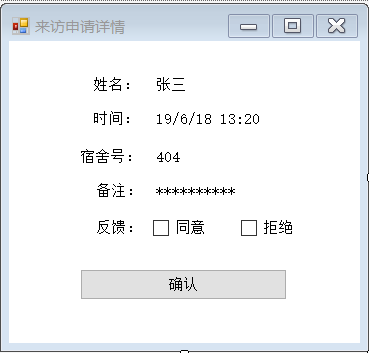 来访申请详情
姓名： 张三
时间： 19/6/18 13:20
宿舍号： 404
备注： **********
反馈： 同意 拒绝
确认